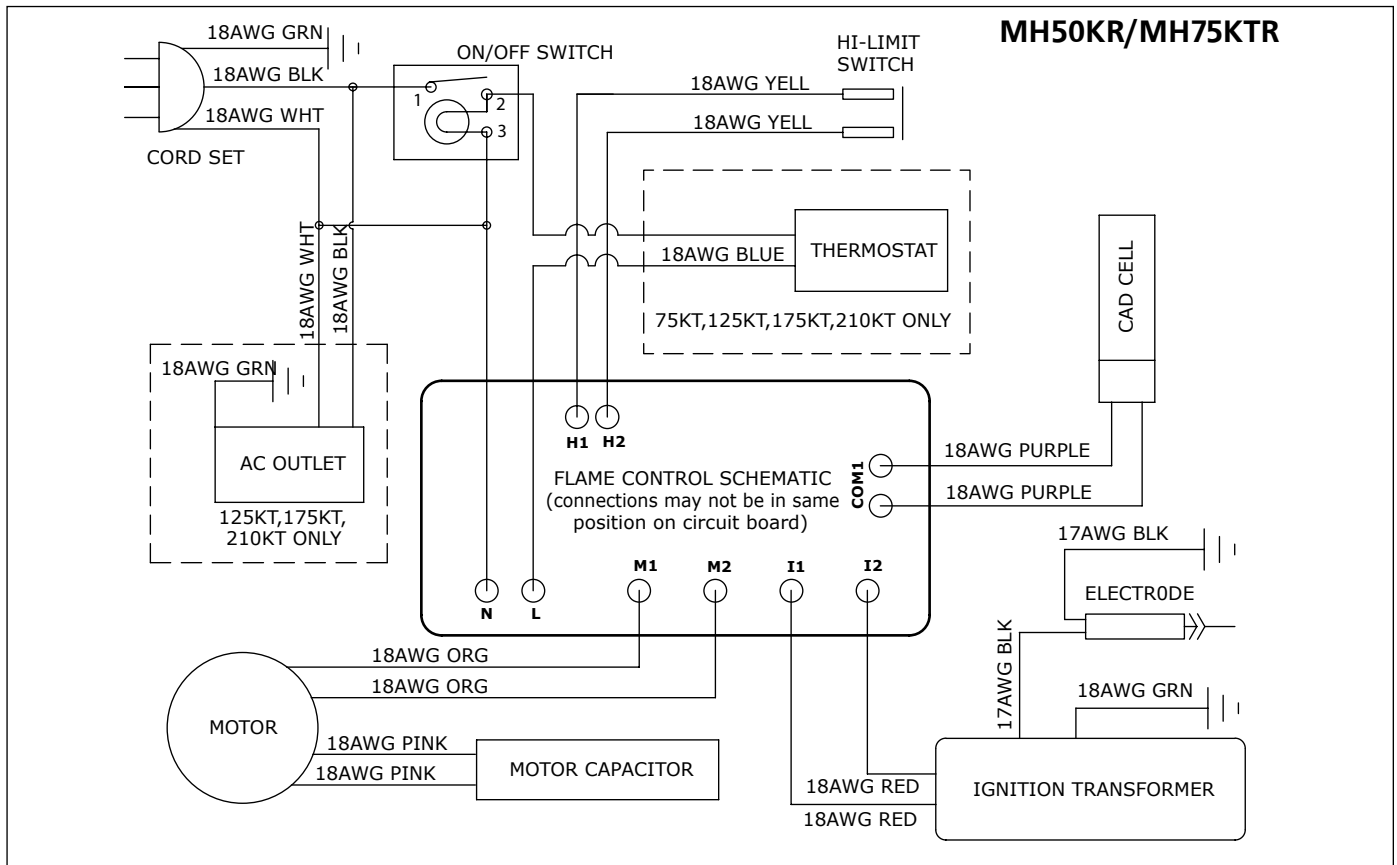 MH50KR/MH75KTR
18AWG GRN
ON/OFF SWITCH
HI-LIMIT
SWITCH
18AWG BLK
1
2
3
18AWG YELL
18AWG WHT
18AWG YELL
CORD SET
18AWG WHT
18AWG BLK
18AWG BLUE
THERMOSTAT
75KT,125KT,175KT,210KT ONLY
CAD CELL
18AWG GRN
AC OUTLET
125KT,175KT,
210KT ONLY
H1
H2
FLAME CONTROL SCHEMATIC
(connections may not be in same
position on circuit board)
COM1
18AWG PURPLE
18AWG PURPLE
N
L
M1
M2
I1
I2
17AWG BLK
ELECTR0DE
17AWG BLK
18AWG GRN
18AWG ORG
18AWG ORG
MOTOR
18AWG PINK
18AWG PINK
MOTOR CAPACITOR
18AWG RED
18AWG RED
IGNITION TRANSFORMER